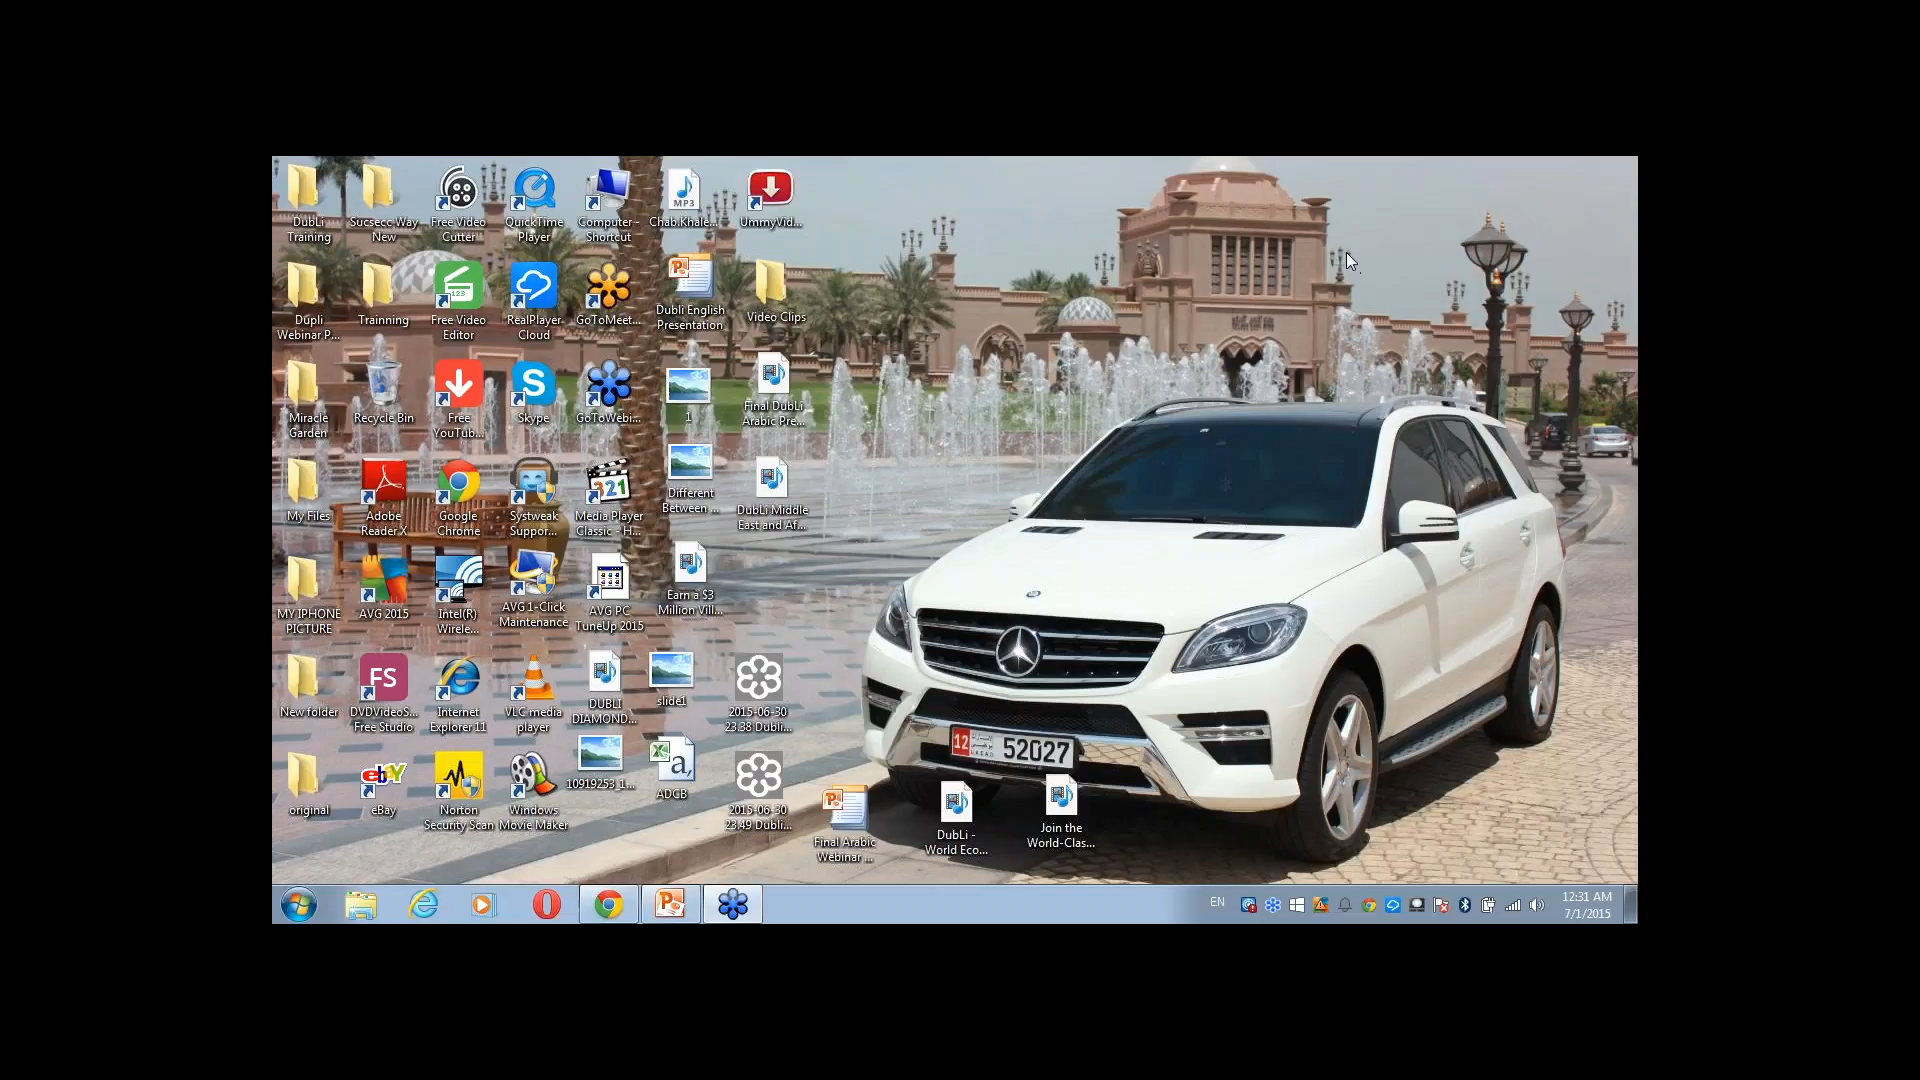 DubLi
Training
Sucsecc Way
New
Free Video
Cutter
QuickTime
Player
Computer -
Shortcut
MP3
Chab.Khale...
UmmyVid...
Dupli
Webinar P...
Trainning
123
Free Video
Editor
RealPlayer
Cloud
GoToMeet...
Dubli English
Presentation
Video Clips
Miracle
Garden
Recycle Bin
Free
YouTub...
S
Skype
GoToWebi...
1
Final DubLi
Arabic Pre...
My Files
Adobe
Reader X
Google
Chrome
Systweak
Suppor...
321
Media Player
Classic - H...
Different
Between ...
DubLi Middle
East and Af...
MY IPHONE
PICTURE
AVG 2015
Intel(R)
Wirele...
AVG 1-Click
Maintenance
AVG PC
TuneUp 2015
Earn a $3
Million Vill...
New folder
FS
DVDVideoS...
Free Studio
Internet
Explorer 11
VLC media
player
DUBLI
DIAMOND...
slide1
2015-06-30
23.38 Dubli...
original
ebay
eBay
Norton
Security Scan
Windows
Movie Maker
10919253_1...
a,
ADCB
2015-06-30
23.49 Dubli...
Final Arabic
Webinar ...
DubLi -
World Eco...
Join the
World-Clas...
12 52027
EN
12:31 AM
7/1/2015